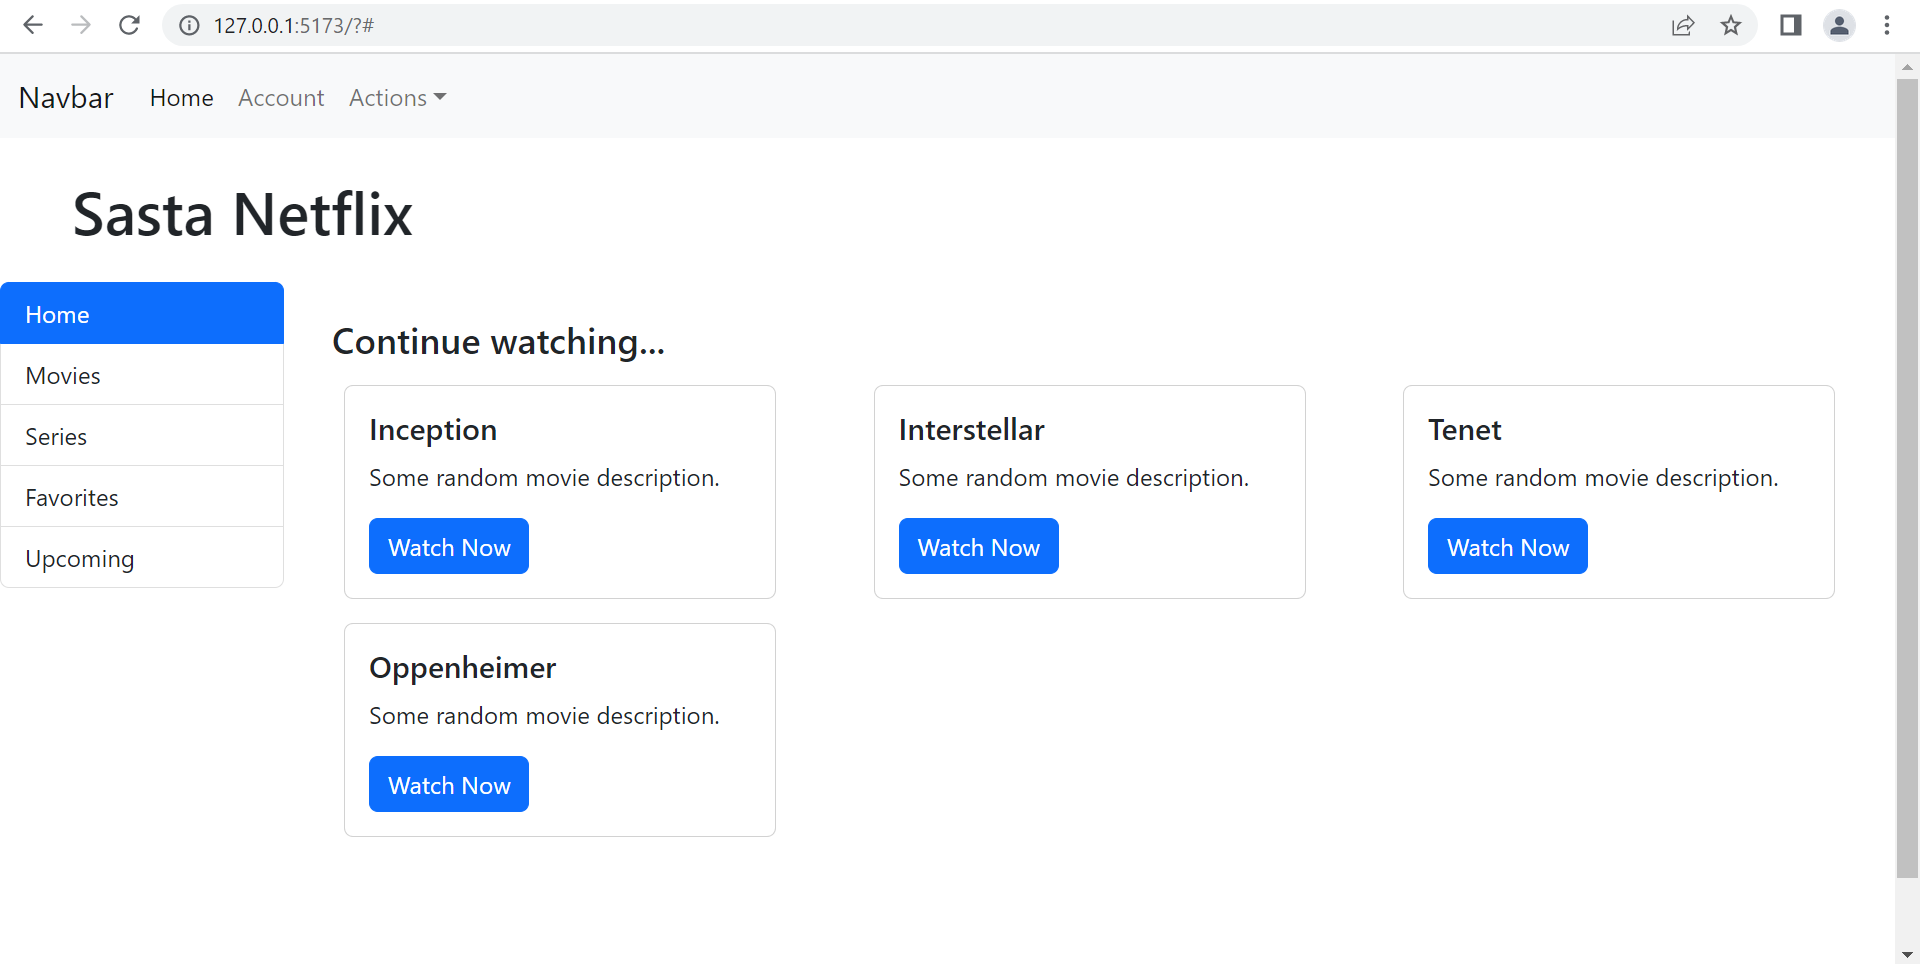 127.0.0.1:5173/?#
Navbar Home Account Actions
Sasta Netflix
Home
Movies
Series
Favorites
Upcoming
Continue watching...
Inception
Some random movie description.
Watch Now
Interstellar
Some random movie description.
Watch Now
Tenet
Some random movie description.
Watch Now
Oppenheimer
Some random movie description.
Watch Now